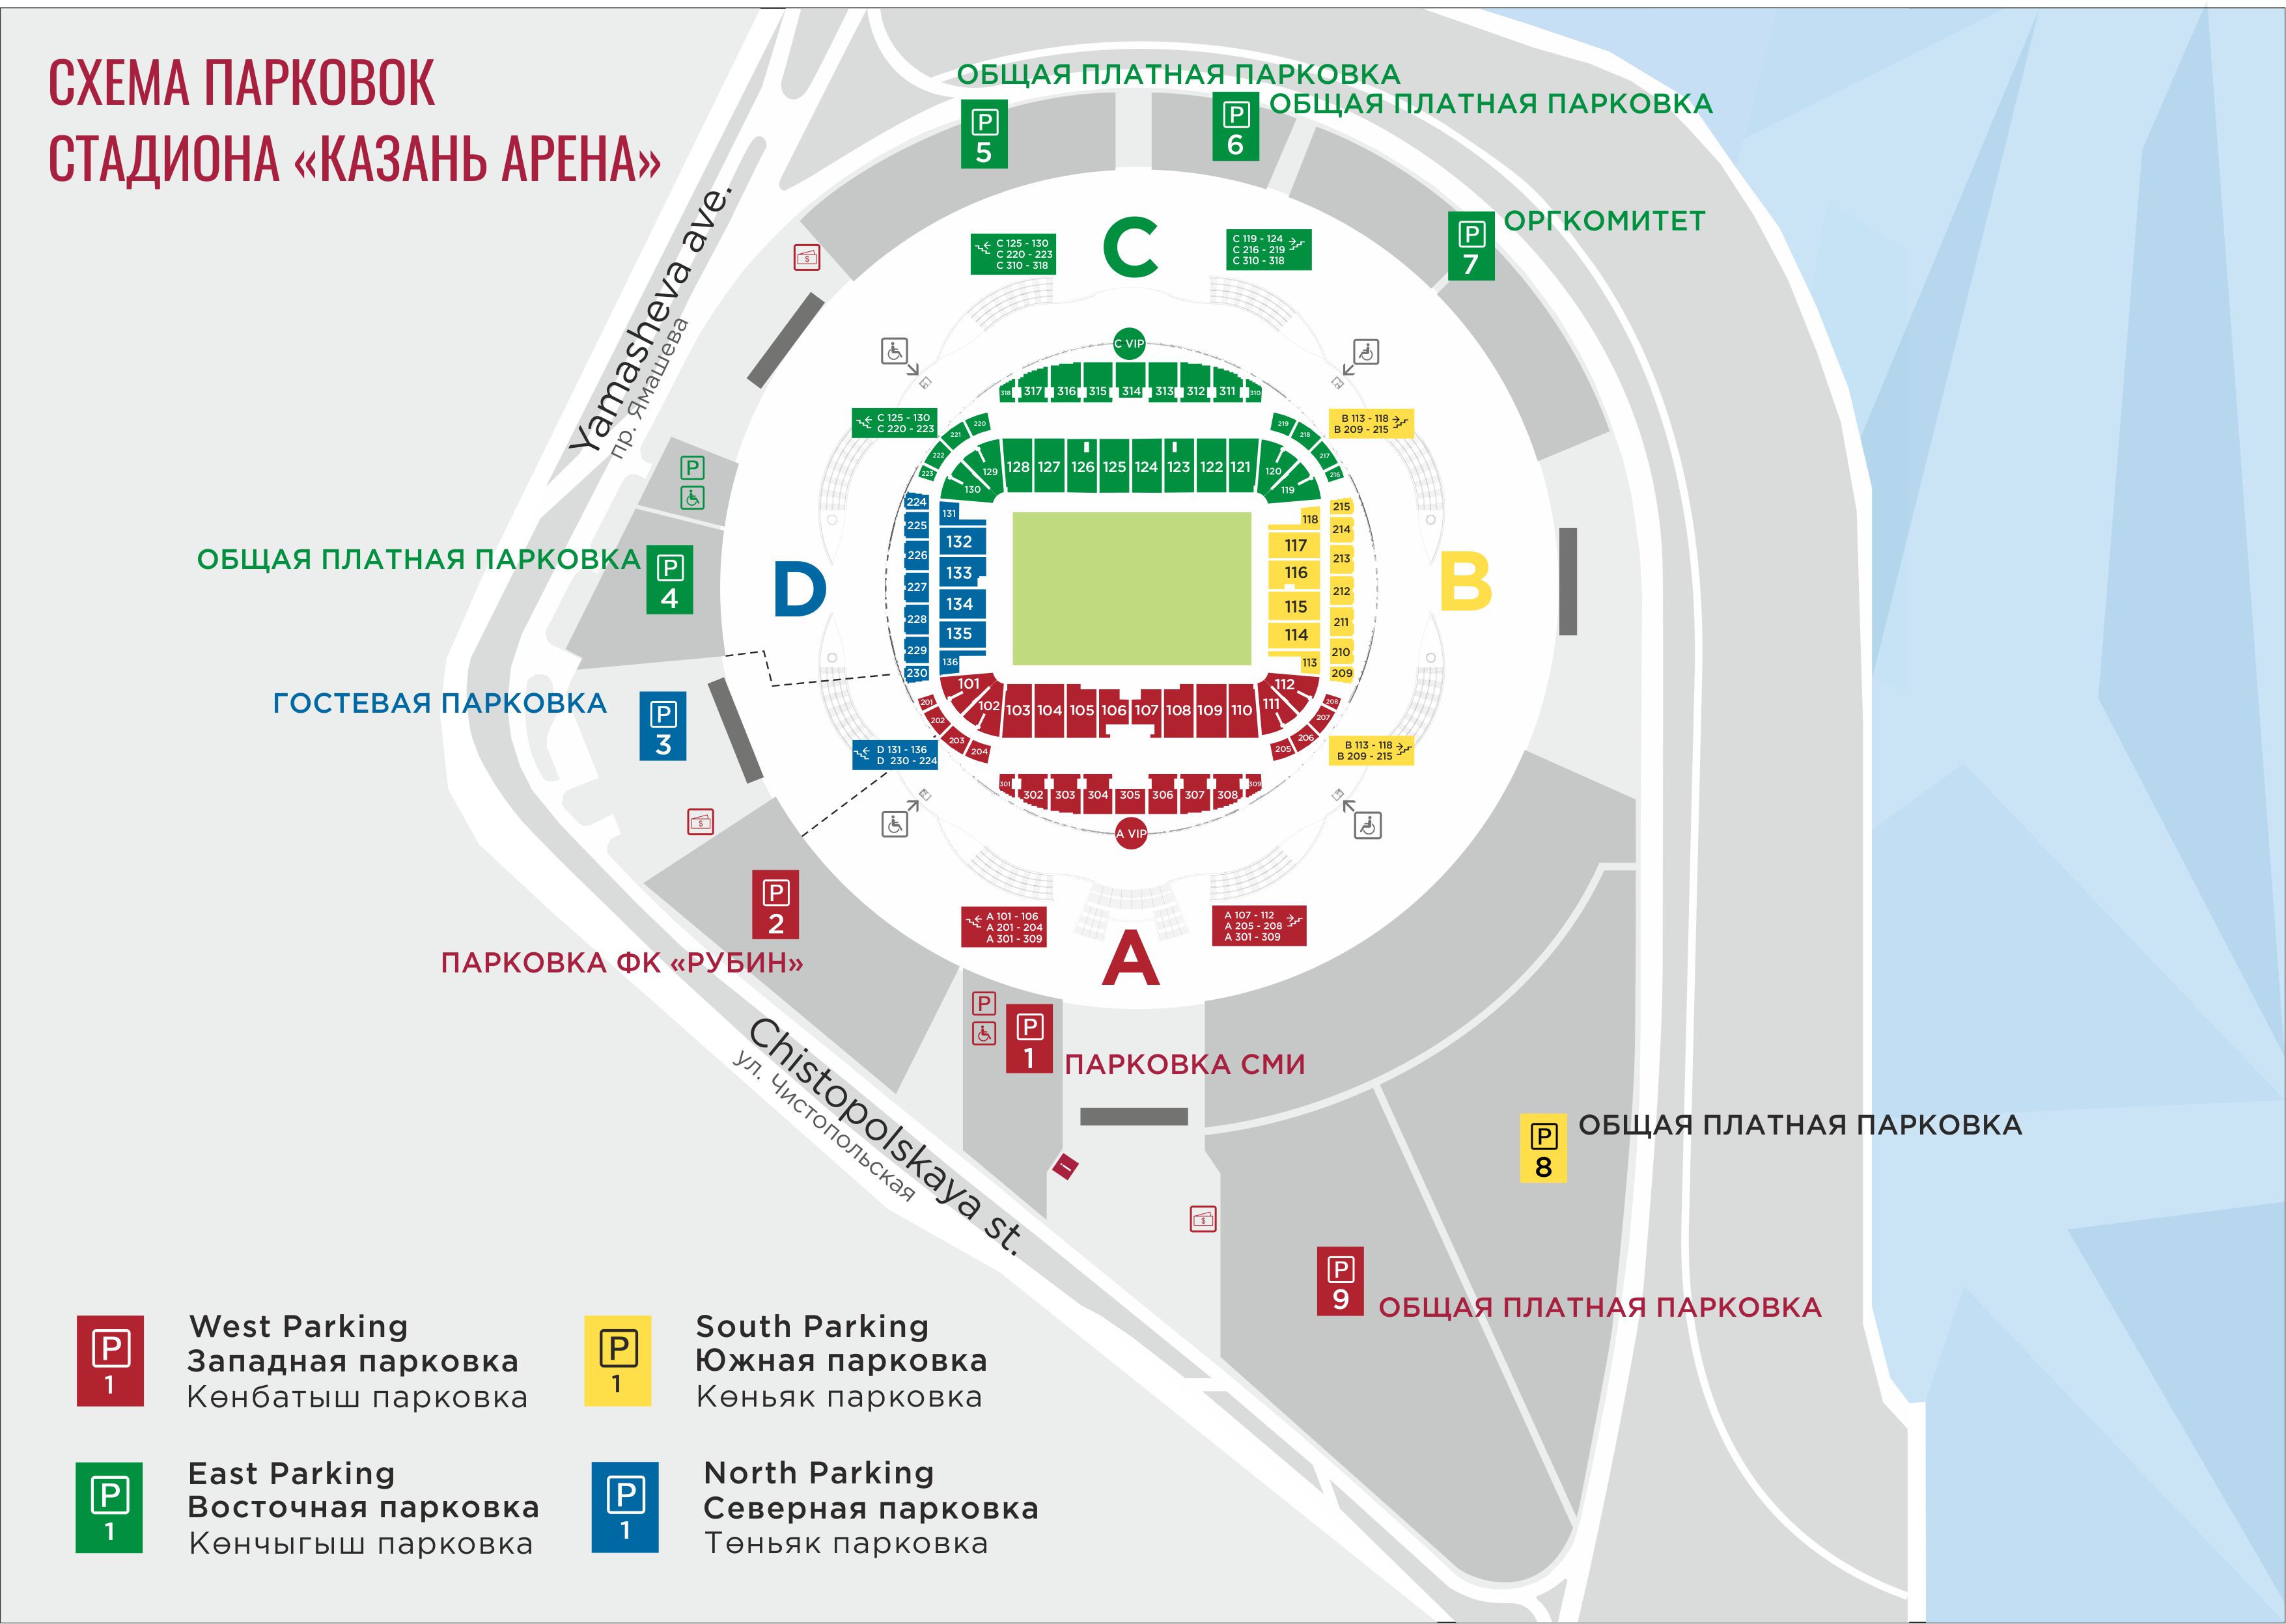 СХЕМА ПАРКОВОК
СТАДИОНА «КАЗАНЬ АРЕНА»
Yamasheva ave.
пр. Ямашева
ОБЩАЯ ПЛАТНАЯ ПАРКОВКА
P
5
P
6
ОБЩАЯ ПЛАТНАЯ ПАРКОВКА
P
7
ОРГКОМИТЕТ
C 125 - 130
C 220 - 223
C 310 - 318
C
C 119 - 124
C 216 - 219
C 310 - 318
C VIP
318 317 316 315 314 313 312 311 310
C 125 - 130
C 220 - 223
B 113 - 118
B 209 - 215
220
221
222
223
219
218
217
216
130 129 128 127 126 125 124 123 122 121 120 119
P
ОБЩАЯ ПЛАТНАЯ ПАРКОВКА
P
4
D
224
225
226
227
228
229
230
131
132
133
134
135
136
118
117
116
115
114
113
215
214
213
212
211
210
209
B
ГОСТЕВАЯ ПАРКОВКА
P
3
101 102 103 104 105 106 107 108 109 110 111 112
201
202
203
204
208
207
206
205
D 131 - 136
D 230 - 224
B 113 - 118
B 209 - 215
301 302 303 304 305 306 307 308 309
A VIP
P
2
ПАРКОВКА ФК «РУБИН»
A 101 - 106
A 201 - 204
A 301 - 309
A
A 107 - 112
A 205 - 208
A 301 - 309
P
P
1
ПАРКОВКА СМИ
Chistopolskaya st.
ул. Чистопольская
i
P
8
ОБЩАЯ ПЛАТНАЯ ПАРКОВКА
P
9
ОБЩАЯ ПЛАТНАЯ ПАРКОВКА
P
1
West Parking
Западная парковка
Көнбатыш парковка
P
1
South Parking
Южная парковка
Көньяк парковка
P
1
East Parking
Восточная парковка
Көнчыгыш парковка
P
1
North Parking
Северная парковка
Төньяк парковка